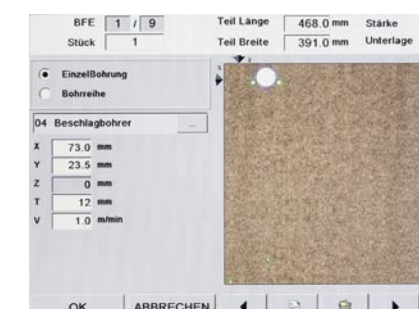 BFE 1 / 9 Teil Länge 468.0 mm Stärke
Stück 1 Teil Breite 391.0 mm Unterlage
EinzelBohrung
Bohrreihe
04 Beschlagbohrer ...
X 73.0 mm
Y 23.5 mm
Z 0 mm
T 12 mm
V 1.0 m/min
OK ABBRECHEN